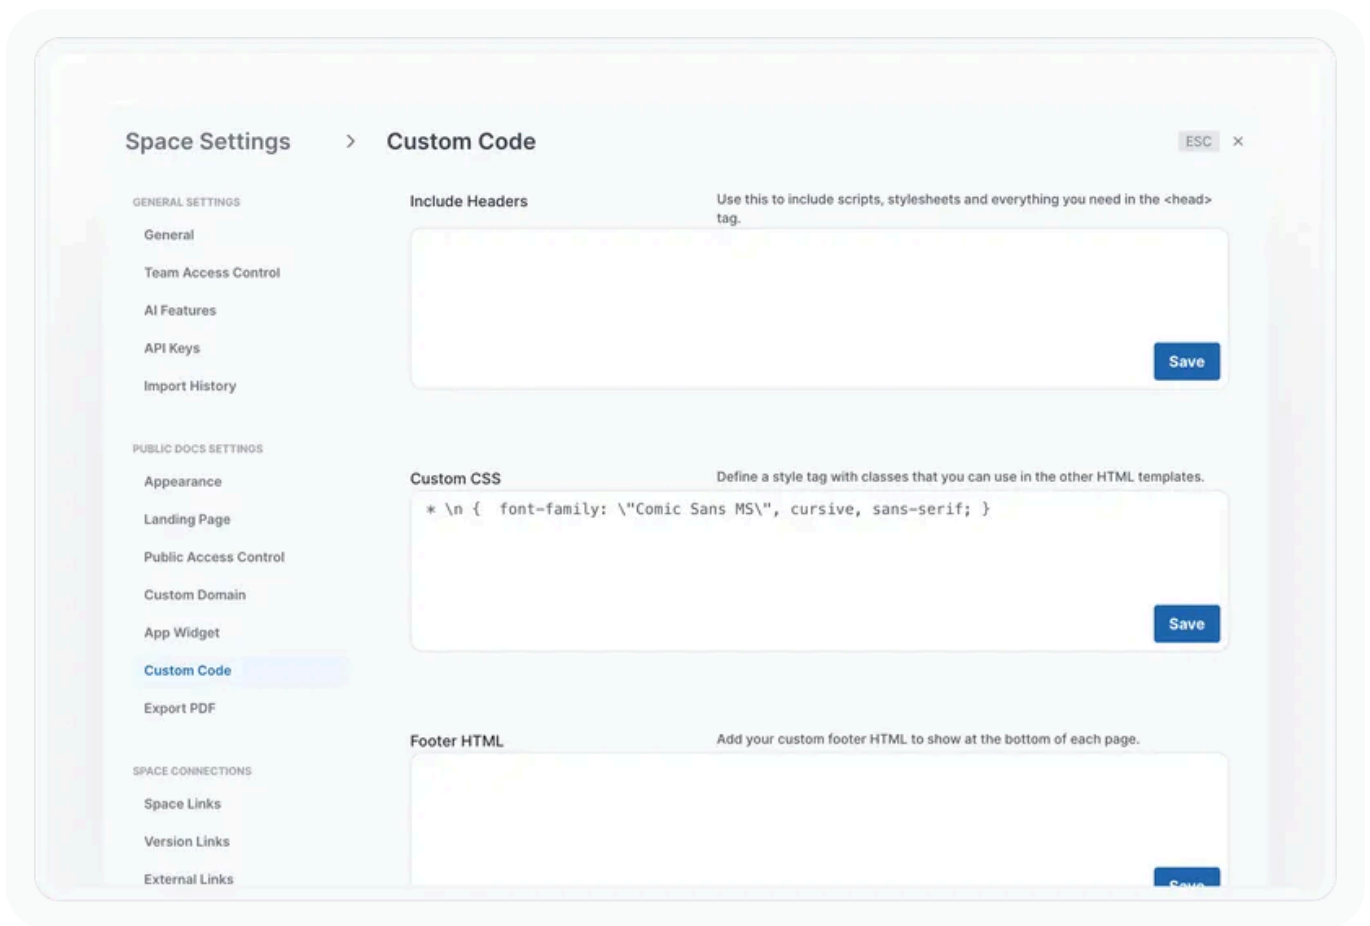 Space Settings > Custom Code ESC ×
GENERAL SETTINGS
General
Team Access Control
AI Features
API Keys
Import History
PUBLIC DOCS SETTINGS
Appearance
Landing Page
Public Access Control
Custom Domain
App Widget
Custom Code
Export PDF
SPACE CONNECTIONS
Space Links
Version Links
External Links
Include Headers
Use this to include scripts, stylesheets and everything you need in the <head>
tag.
Save
Custom CSS
Define a style tag with classes that you can use in the other HTML templates.
* \n {  font-family: \"Comic Sans MS\", cursive, sans-serif; }
Save
Footer HTML
Add your custom footer HTML to show at the bottom of each page.
Save